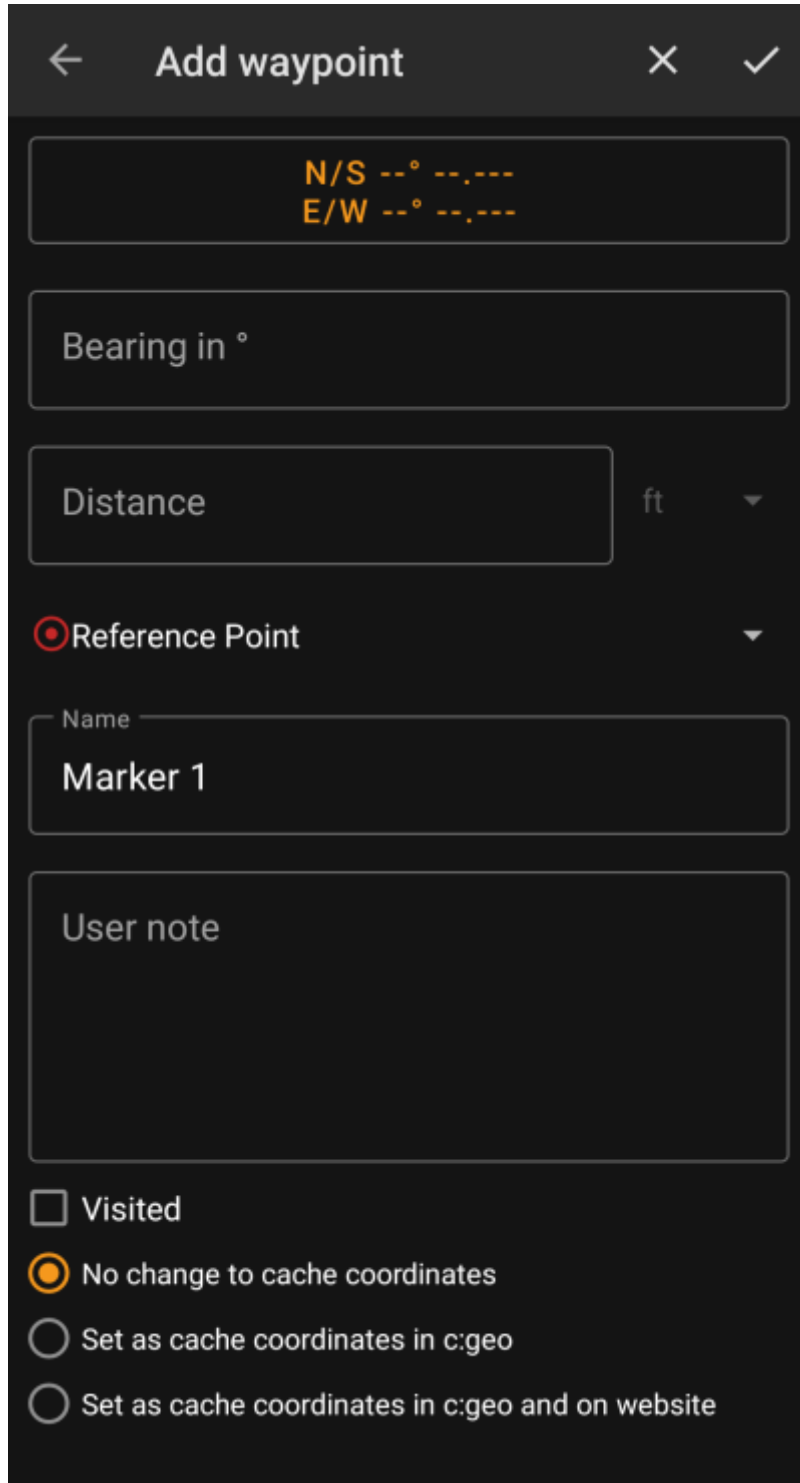 Add waypoint
N/S --° --.---
E/W --° --.---
Bearing in °
Distance
ft
Reference Point
Name
Marker 1
User note
Visited
No change to cache coordinates
Set as cache coordinates in c:geo
Set as cache coordinates in c:geo and on website